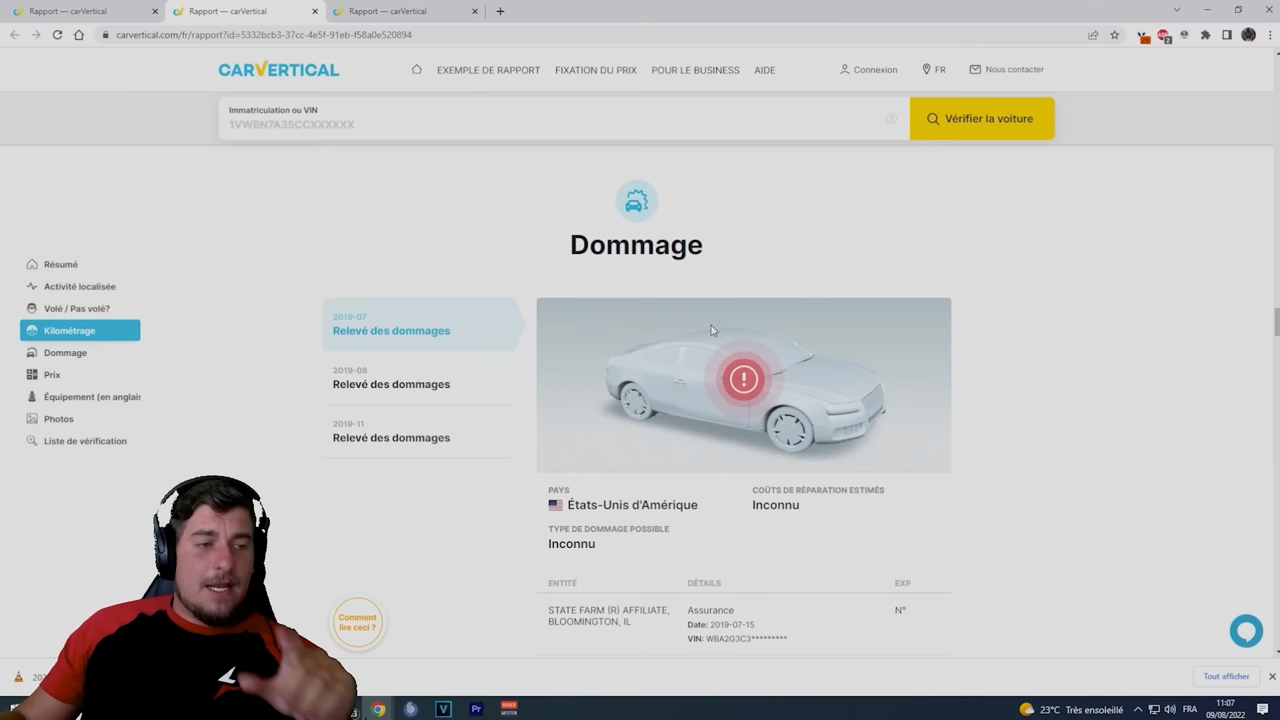 Rapport — carVertical
Rapport — carVertical
Rapport — carVertical
carvertical.com/fr/rapport?id=5332bcb3-37cc-4e5f-91eb-f58a0e520894
CARVERTICAL
EXEMPLE DE RAPPORT
FIXATION DU PRIX
POUR LE BUSINESS
AIDE
Connexion
FR
Nous contacter
Immatriculation ou VIN
1VWBN7A35CCXXXXXX
Vérifier la voiture
Dommage
Résumé
Activité localisée
Volé / Pas volé?
Kilométrage
Dommage
Prix
Équipement (en anglais
Photos
Liste de vérification
2019-07
Relevé des dommages
2019-08
Relevé des dommages
2019-11
Relevé des dommages
PAYS
États-Unis d'Amérique
COÛTS DE RÉPARATION ESTIMÉS
Inconnu
TYPE DE DOMMAGE POSSIBLE
Inconnu
ENTITÉ
DÉTAILS
EXP
STATE FARM (R) AFFILIATE,
BLOOMINGTON, IL
Assurance
Date: 2019-07-15
VIN: WBA2G3C3*********
N°
Comment
lire ceci ?
Tout afficher
23°C Très ensoleillé
11:07
09/08/2022